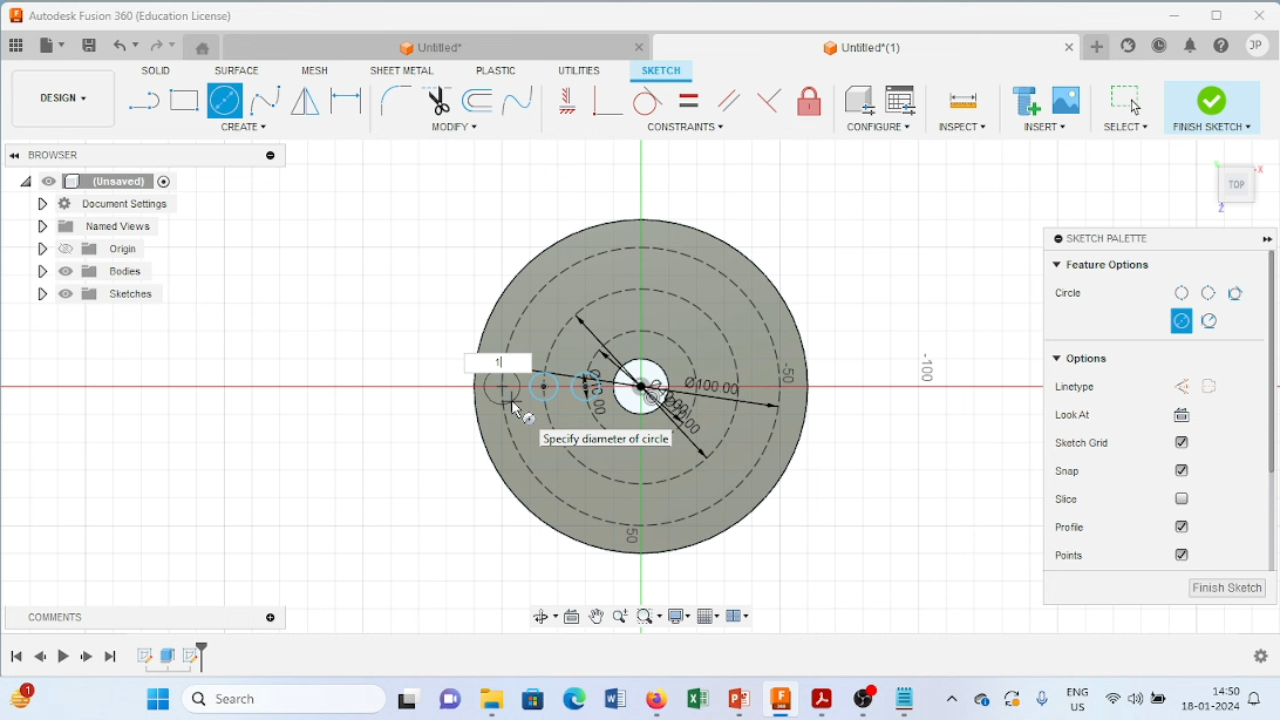 Autodesk Fusion 360 (Education License)
Untitled*
Untitled*(1)
JP
DESIGN
SOLID
SURFACE
MESH
SHEET METAL
PLASTIC
UTILITIES
SKETCH
CREATE
MODIFY
CONSTRAINTS
CONFIGURE
INSPECT
INSERT
SELECT
FINISH SKETCH
BROWSER
(Unsaved)
Document Settings
Named Views
Origin
Bodies
Sketches
TOP
X
Z
1
Ø100.00
-50
-100
50
Specify diameter of circle
SKETCH PALETTE
Feature Options
Circle
Options
Linetype
Look At
Sketch Grid
Snap
Slice
Profile
Points
Finish Sketch
COMMENTS
1
Search
ENG
US
14:50
18-01-2024